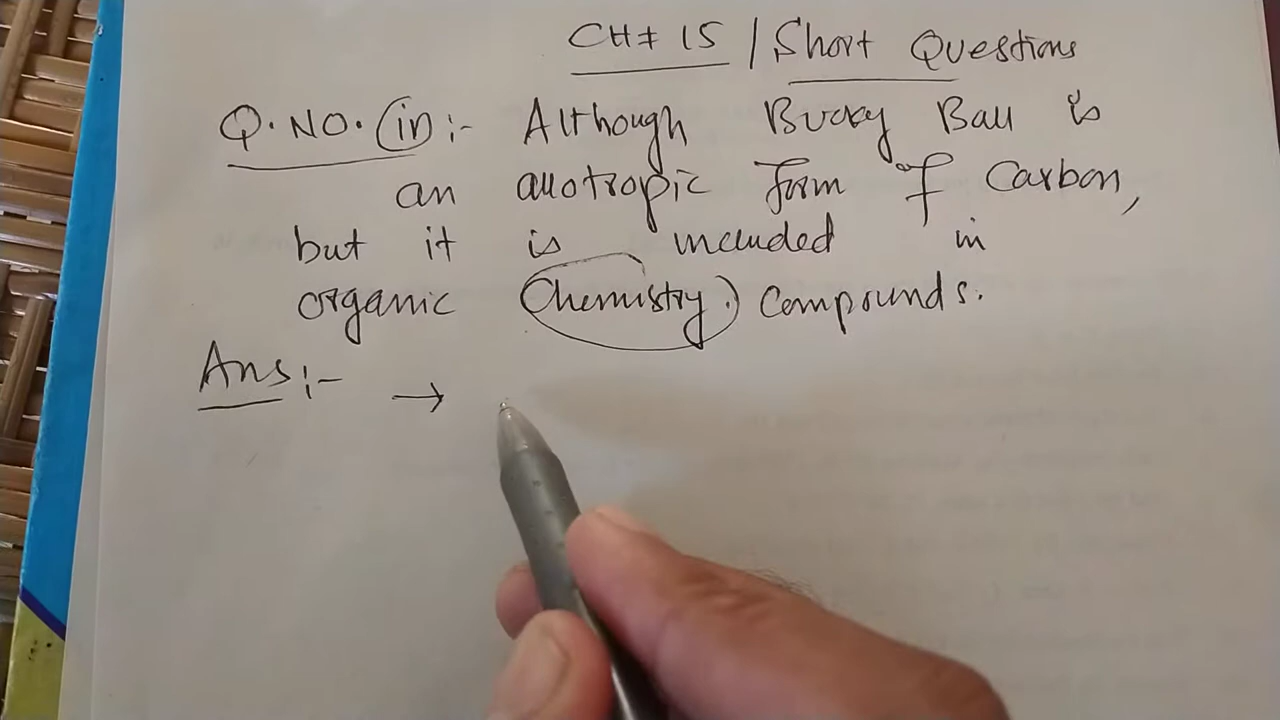 CH# 15 / Short Questions
Q.NO. (iii) :- Although Bucky Ball is
an allotropic form of Carbon,
but it is included in
organic (Chemistry.) Compounds.
Ans :- →